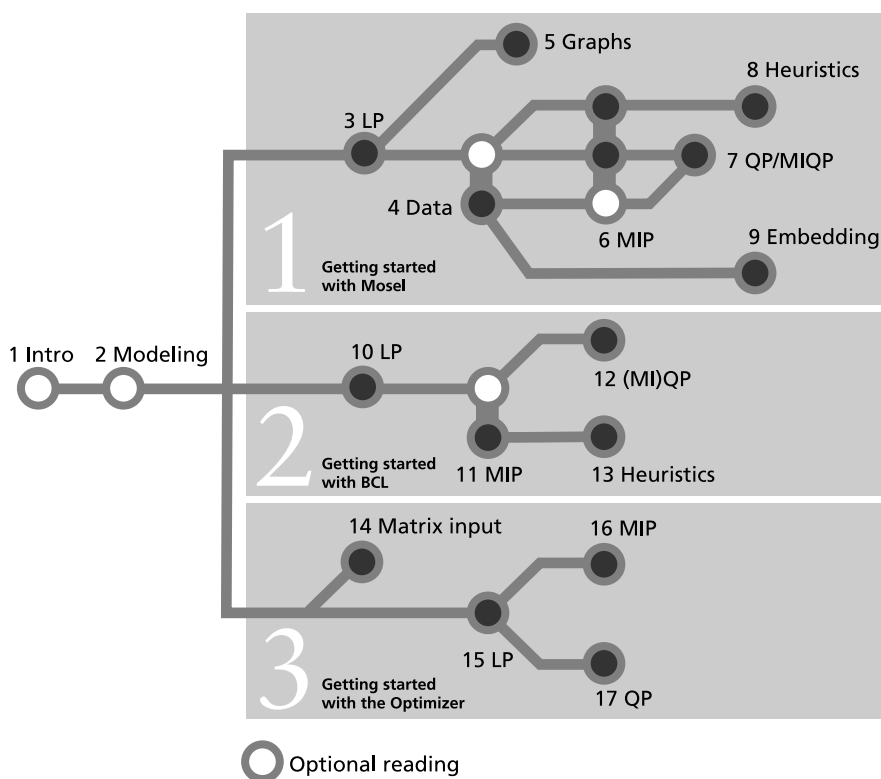 5 Graphs
8 Heuristics
3 LP
7 QP/MIQP
4 Data
6 MIP
9 Embedding
1
Getting started
with Mosel
1 Intro
2 Modeling
10 LP
12 (MI)QP
2
Getting started
with BCL
11 MIP
13 Heuristics
14 Matrix input
16 MIP
15 LP
3
Getting started
with the Optimizer
17 QP
Optional reading